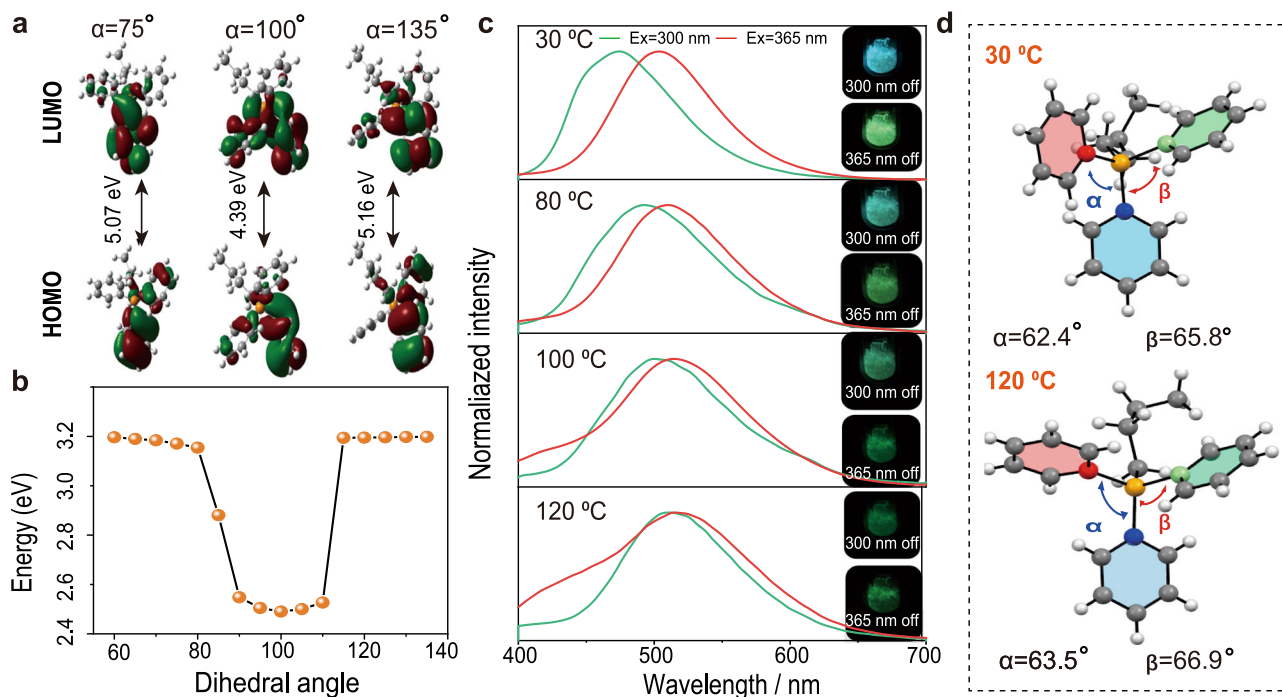 a
α=75°
α=100°
α=135°
LUMO
5.07 eV
4.39 eV
5.16 eV
HOMO
b
Energy (eV)
3.2
3.0
2.8
2.6
2.4
60
80
100
120
140
Dihedral angle
c
Normaliazed intensity
30 ºC
Ex=300 nm
Ex=365 nm
300 nm off
365 nm off
80 ºC
300 nm off
365 nm off
100 ºC
300 nm off
365 nm off
120 ºC
300 nm off
365 nm off
400
500
600
700
Wavelength / nm
d
30 ºC
α
β
α=62.4°
β=65.8°
120 ºC
α
β
α=63.5°
β=66.9°